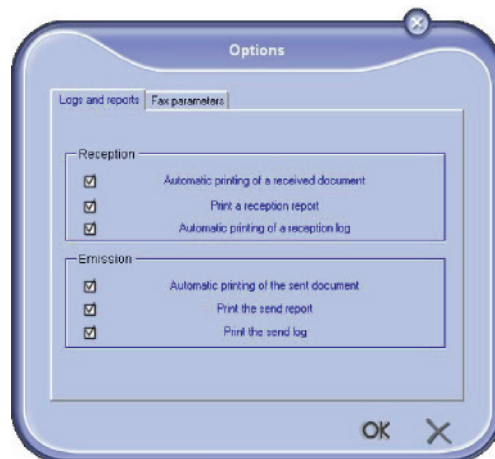 Options
Logs and reports
Fax parameters
Reception
Automatic printing of a received document
Print a reception report
Automatic printing of a reception log
Emission
Automatic printing of the sent document
Print the send report
Print the send log
OK